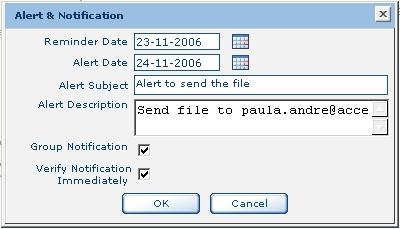 Alert & Notification
Reminder Date 23-11-2006
Alert Date 24-11-2006
Alert Subject Alert to send the file
Alert Description Send file to paula.andre@acce
Group Notification
Verify Notification
Immediately
OK Cancel